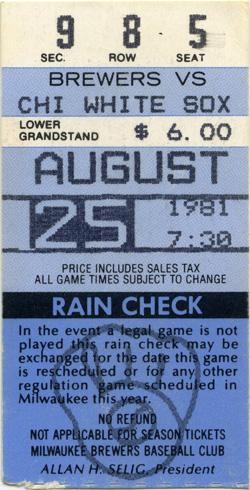 9 8 5
SEC. ROW SEAT
BREWERS VS
CHI WHITE SOX
LOWER
GRANDSTAND $ 6.00
AUGUST
25 1981
7:30
PRICE INCLUDES SALES TAX
ALL GAME TIMES SUBJECT TO CHANGE
RAIN CHECK
In the event a legal game is not
played this rain check may be
exchanged for the date this game
is rescheduled or for any other
regulation game scheduled in
Milwaukee this year.
NO REFUND
NOT APPLICABLE FOR SEASON TICKETS
MILWAUKEE BREWERS BASEBALL CLUB
ALLAN H. SELIG, President